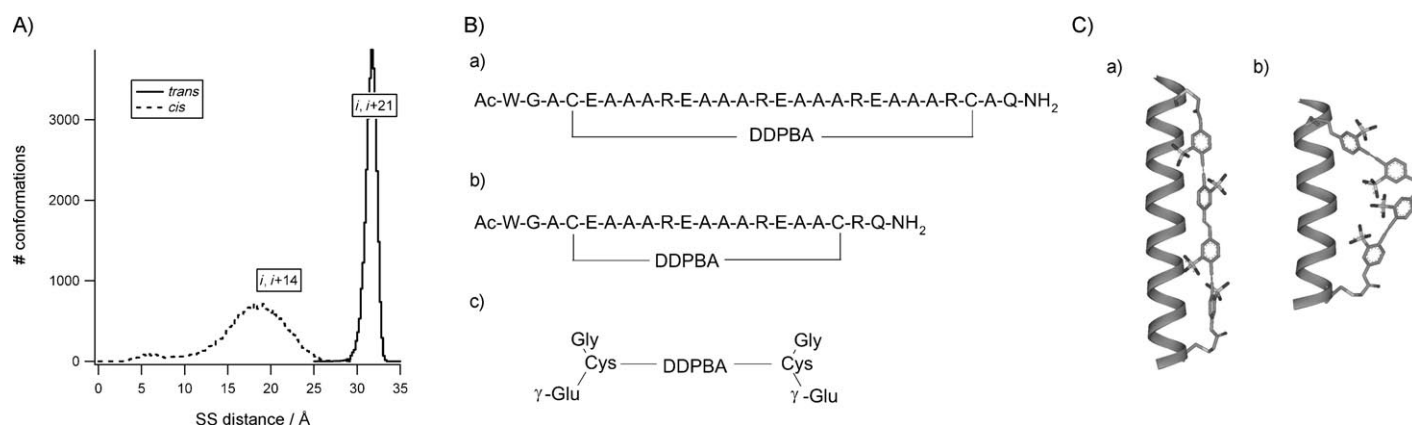 A)
# conformations
3000
2000
1000
0
trans
cis
i, i+21
i, i+14
0 5 10 15 20 25 30 35
SS distance / Å
B)
a)
Ac-W-G-A-C-E-A-A-A-R-E-A-A-A-R-E-A-A-A-R-E-A-A-A-R-C-A-Q-NH₂
DDPBA
b)
Ac-W-G-A-C-E-A-A-A-R-E-A-A-A-R-E-A-A-C-R-Q-NH₂
DDPBA
c)
Gly Gly
Cys DDPBA Cys
γ-Glu γ-Glu
C)
a) b)